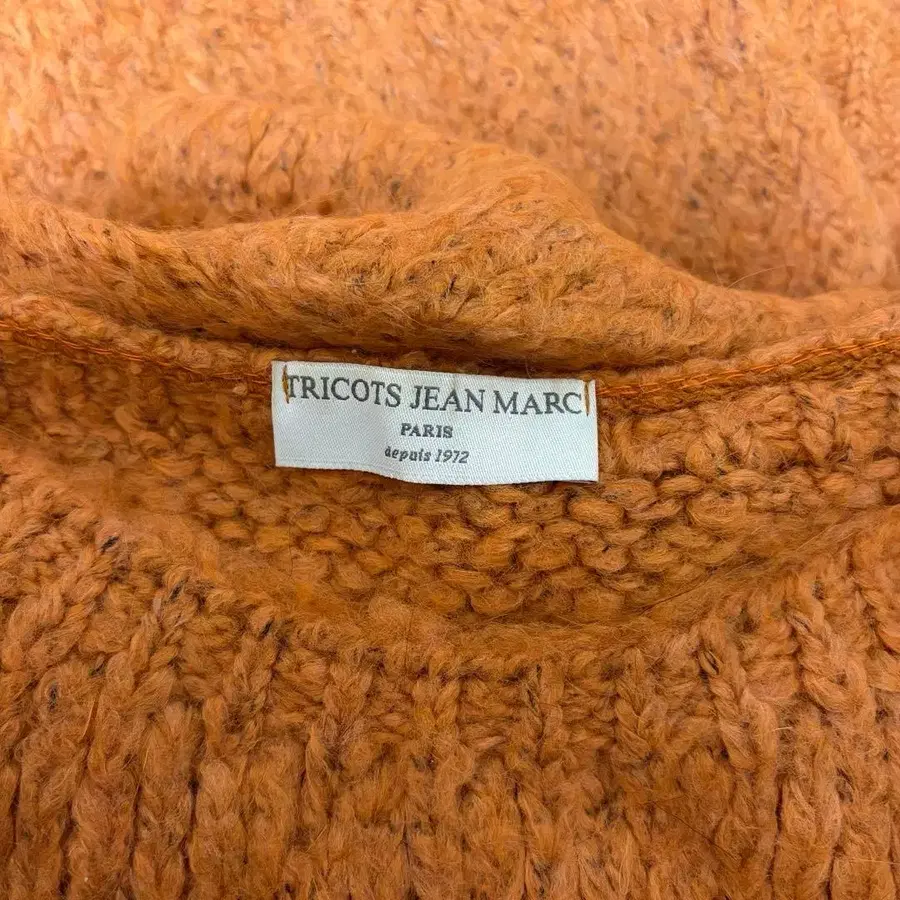 TRICOTS JEAN MARC
PARIS
depuis 1972